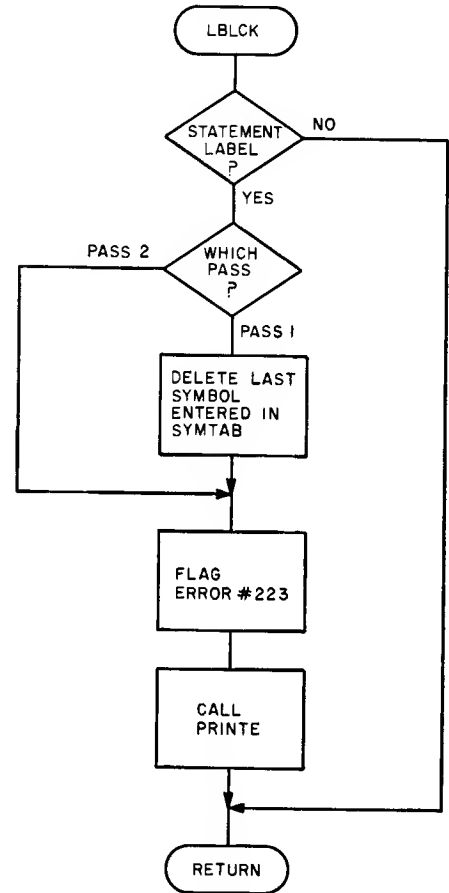 LBLCK
STATEMENT
LABEL
?
NO
YES
PASS 2
WHICH
PASS
?
PASS 1
DELETE LAST
SYMBOL
ENTERED IN
SYMTAB
FLAG
ERROR #223
CALL
PRINTE
RETURN